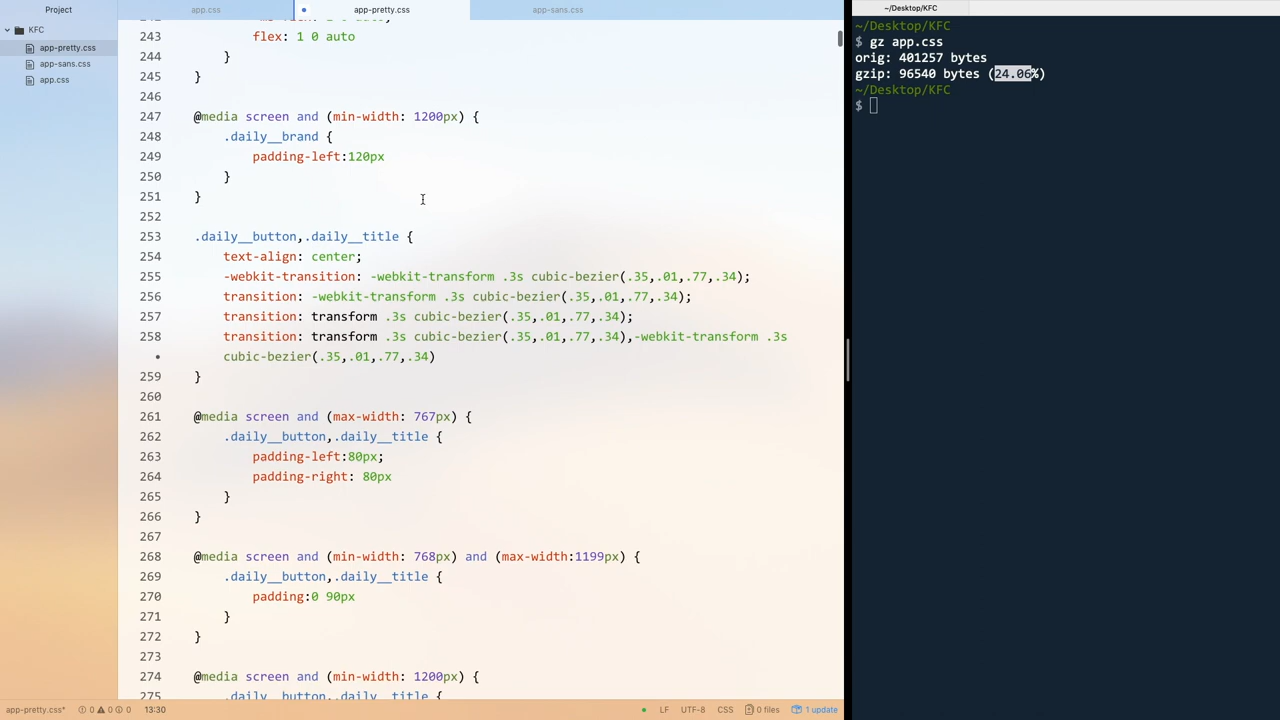 Project
app.css
app-pretty.css
app-sans.css
~/Desktop/KFC
KFC
app-pretty.css
app-sans.css
app.css
243 flex: 1 0 auto
244 }
245 }
246
247 @media screen and (min-width: 1200px) {
248 .daily__brand {
249 padding-left:120px
250 }
251 }
252
253 .daily__button,.daily__title {
254 text-align: center;
255 -webkit-transition: -webkit-transform .3s cubic-bezier(.35,.01,.77,.34);
256 transition: -webkit-transform .3s cubic-bezier(.35,.01,.77,.34);
257 transition: transform .3s cubic-bezier(.35,.01,.77,.34);
258 transition: transform .3s cubic-bezier(.35,.01,.77,.34),-webkit-transform .3s
• cubic-bezier(.35,.01,.77,.34)
259 }
260
261 @media screen and (max-width: 767px) {
262 .daily__button,.daily__title {
263 padding-left:80px;
264 padding-right: 80px
265 }
266 }
267
268 @media screen and (min-width: 768px) and (max-width:1199px) {
269 .daily__button,.daily__title {
270 padding:0 90px
271 }
272 }
273
274 @media screen and (min-width: 1200px) {
275 .daily__button,.daily__title {
~/Desktop/KFC
$ gz app.css
orig: 401257 bytes
gzip: 96540 bytes (24.06%)
~/Desktop/KFC
$
app-pretty.css* 0 0 0 13:30 LF UTF-8 CSS 0 files 1 update